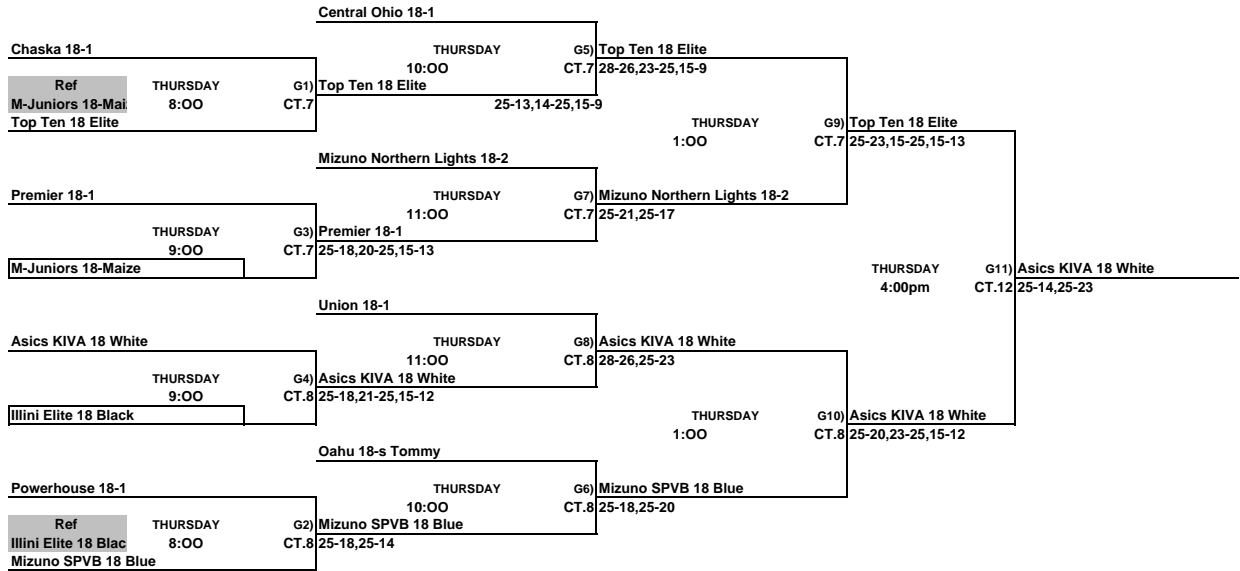 Central Ohio 18-1
Chaska 18-1
THURSDAY
G5) Top Ten 18 Elite
10:OO
CT.7 28-26,23-25,15-9
Ref
THURSDAY
G1) Top Ten 18 Elite
M-Juniors 18-Mai
8:OO
CT.7
25-13,14-25,15-9
Top Ten 18 Elite
THURSDAY
G9) Top Ten 18 Elite
1:OO
CT.7 25-23,15-25,15-13
Mizuno Northern Lights 18-2
Premier 18-1
THURSDAY
G7) Mizuno Northern Lights 18-2
11:OO
CT.7 25-21,25-17
THURSDAY
G3) Premier 18-1
9:OO
CT.7 25-18,20-25,15-13
M-Juniors 18-Maize
THURSDAY
G11) Asics KIVA 18 White
4:00pm
CT.12 25-14,25-23
Union 18-1
Asics KIVA 18 White
THURSDAY
G8) Asics KIVA 18 White
11:OO
CT.8 28-26,25-23
THURSDAY
G4) Asics KIVA 18 White
9:OO
CT.8 25-18,21-25,15-12
Illini Elite 18 Black
THURSDAY
G10) Asics KIVA 18 White
1:OO
CT.8 25-20,23-25,15-12
Oahu 18-s Tommy
Powerhouse 18-1
THURSDAY
G6) Mizuno SPVB 18 Blue
10:OO
CT.8 25-18,25-20
Ref
THURSDAY
G2) Mizuno SPVB 18 Blue
Illini Elite 18 Blac
8:OO
CT.8 25-18,25-14
Mizuno SPVB 18 Blue